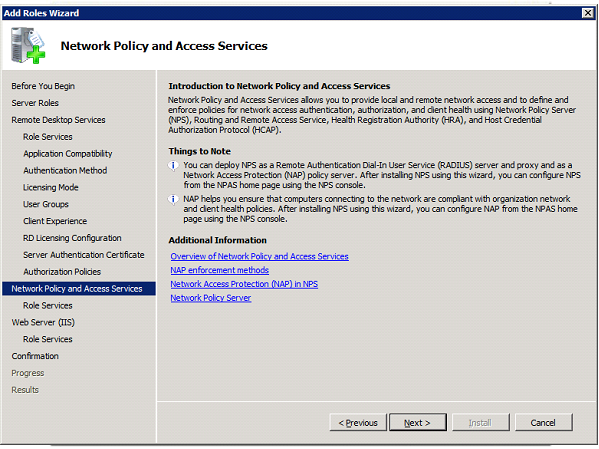 Add Roles Wizard
Network Policy and Access Services
Before You Begin
Server Roles
Remote Desktop Services
Role Services
Application Compatibility
Authentication Method
Licensing Mode
User Groups
Client Experience
RD Licensing Configuration
Server Authentication Certificate
Authorization Policies
Network Policy and Access Services
Role Services
Web Server (IIS)
Role Services
Confirmation
Progress
Results
Introduction to Network Policy and Access Services
Network Policy and Access Services allows you to provide local and remote network access and to define and
enforce policies for network access authentication, authorization, and client health using Network Policy Server
(NPS), Routing and Remote Access Service, Health Registration Authority (HRA), and Host Credential
Authorization Protocol (HCAP).
Things to Note
You can deploy NPS as a Remote Authentication Dial-In User Service (RADIUS) server and proxy and as a
Network Access Protection (NAP) policy server. After installing NPS using this wizard, you can configure NPS
from the NPAS home page using the NPS console.
NAP helps you ensure that computers connecting to the network are compliant with organization network
and client health policies. After installing NPS using this wizard, you can configure NAP from the NPAS home
page using the NPS console.
Additional Information
Overview of Network Policy and Access Services
NAP enforcement methods
Network Access Protection (NAP) in NPS
Network Policy Server
< Previous Next > Install Cancel